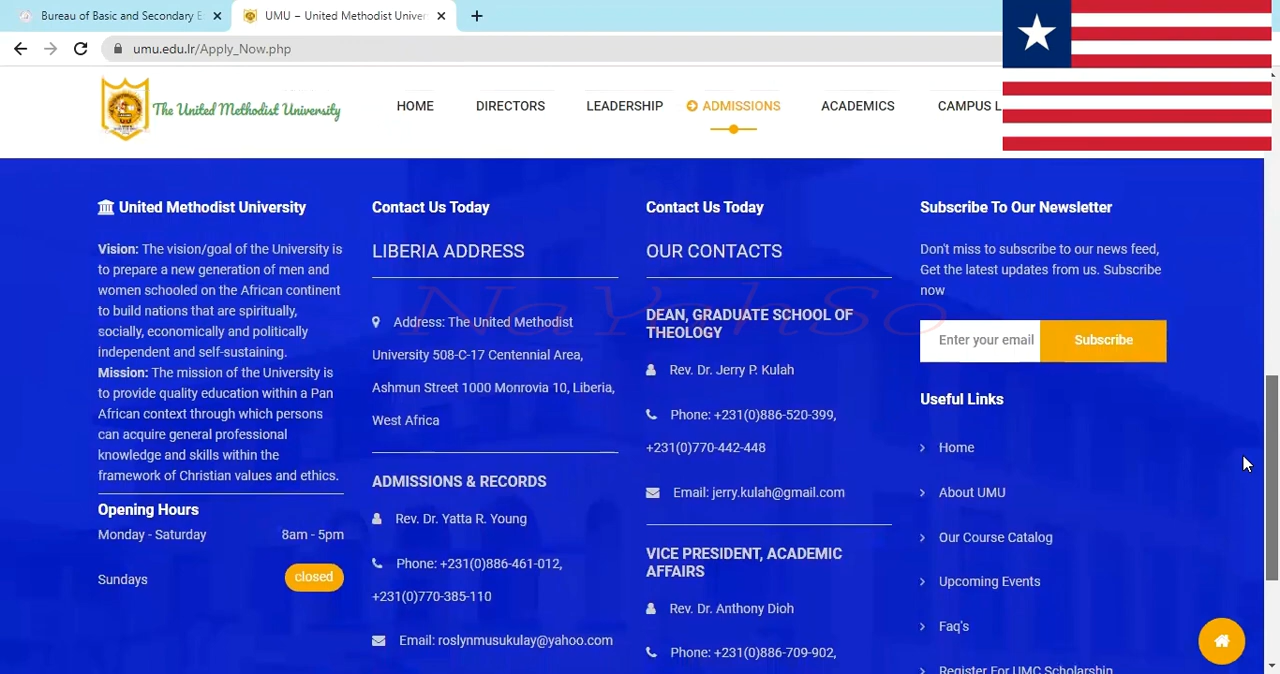 Bureau of Basic and Secondary E
UMU – United Methodist Univer
umu.edu.lr/Apply_Now.php
The United Methodist University
HOME
DIRECTORS
LEADERSHIP
ADMISSIONS
ACADEMICS
CAMPUS L
United Methodist University
Vision: The vision/goal of the University is
to prepare a new generation of men and
women schooled on the African continent
to build nations that are spiritually,
socially, economically and politically
independent and self-sustaining.
Mission: The mission of the University is
to provide quality education within a Pan
African context through which persons
can acquire general professional
knowledge and skills within the
framework of Christian values and ethics.
Opening Hours
Monday - Saturday 8am - 5pm
Sundays closed
Contact Us Today
LIBERIA ADDRESS
Address: The United Methodist
University 508-C-17 Centennial Area,
Ashmun Street 1000 Monrovia 10, Liberia,
West Africa
ADMISSIONS & RECORDS
Rev. Dr. Yatta R. Young
Phone: +231(0)886-461-012,
+231(0)770-385-110
Email: roslynmusukulay@yahoo.com
Contact Us Today
OUR CONTACTS
DEAN, GRADUATE SCHOOL OF
THEOLOGY
Rev. Dr. Jerry P. Kulah
Phone: +231(0)886-520-399,
+231(0)770-442-448
Email: jerry.kulah@gmail.com
VICE PRESIDENT, ACADEMIC
AFFAIRS
Rev. Dr. Anthony Dioh
Phone: +231(0)886-709-902,
Subscribe To Our Newsletter
Don't miss to subscribe to our news feed,
Get the latest updates from us. Subscribe
now
Enter your email
Subscribe
Useful Links
Home
About UMU
Our Course Catalog
Upcoming Events
Faq's
Register For UMC Scholarship
NaYahSo